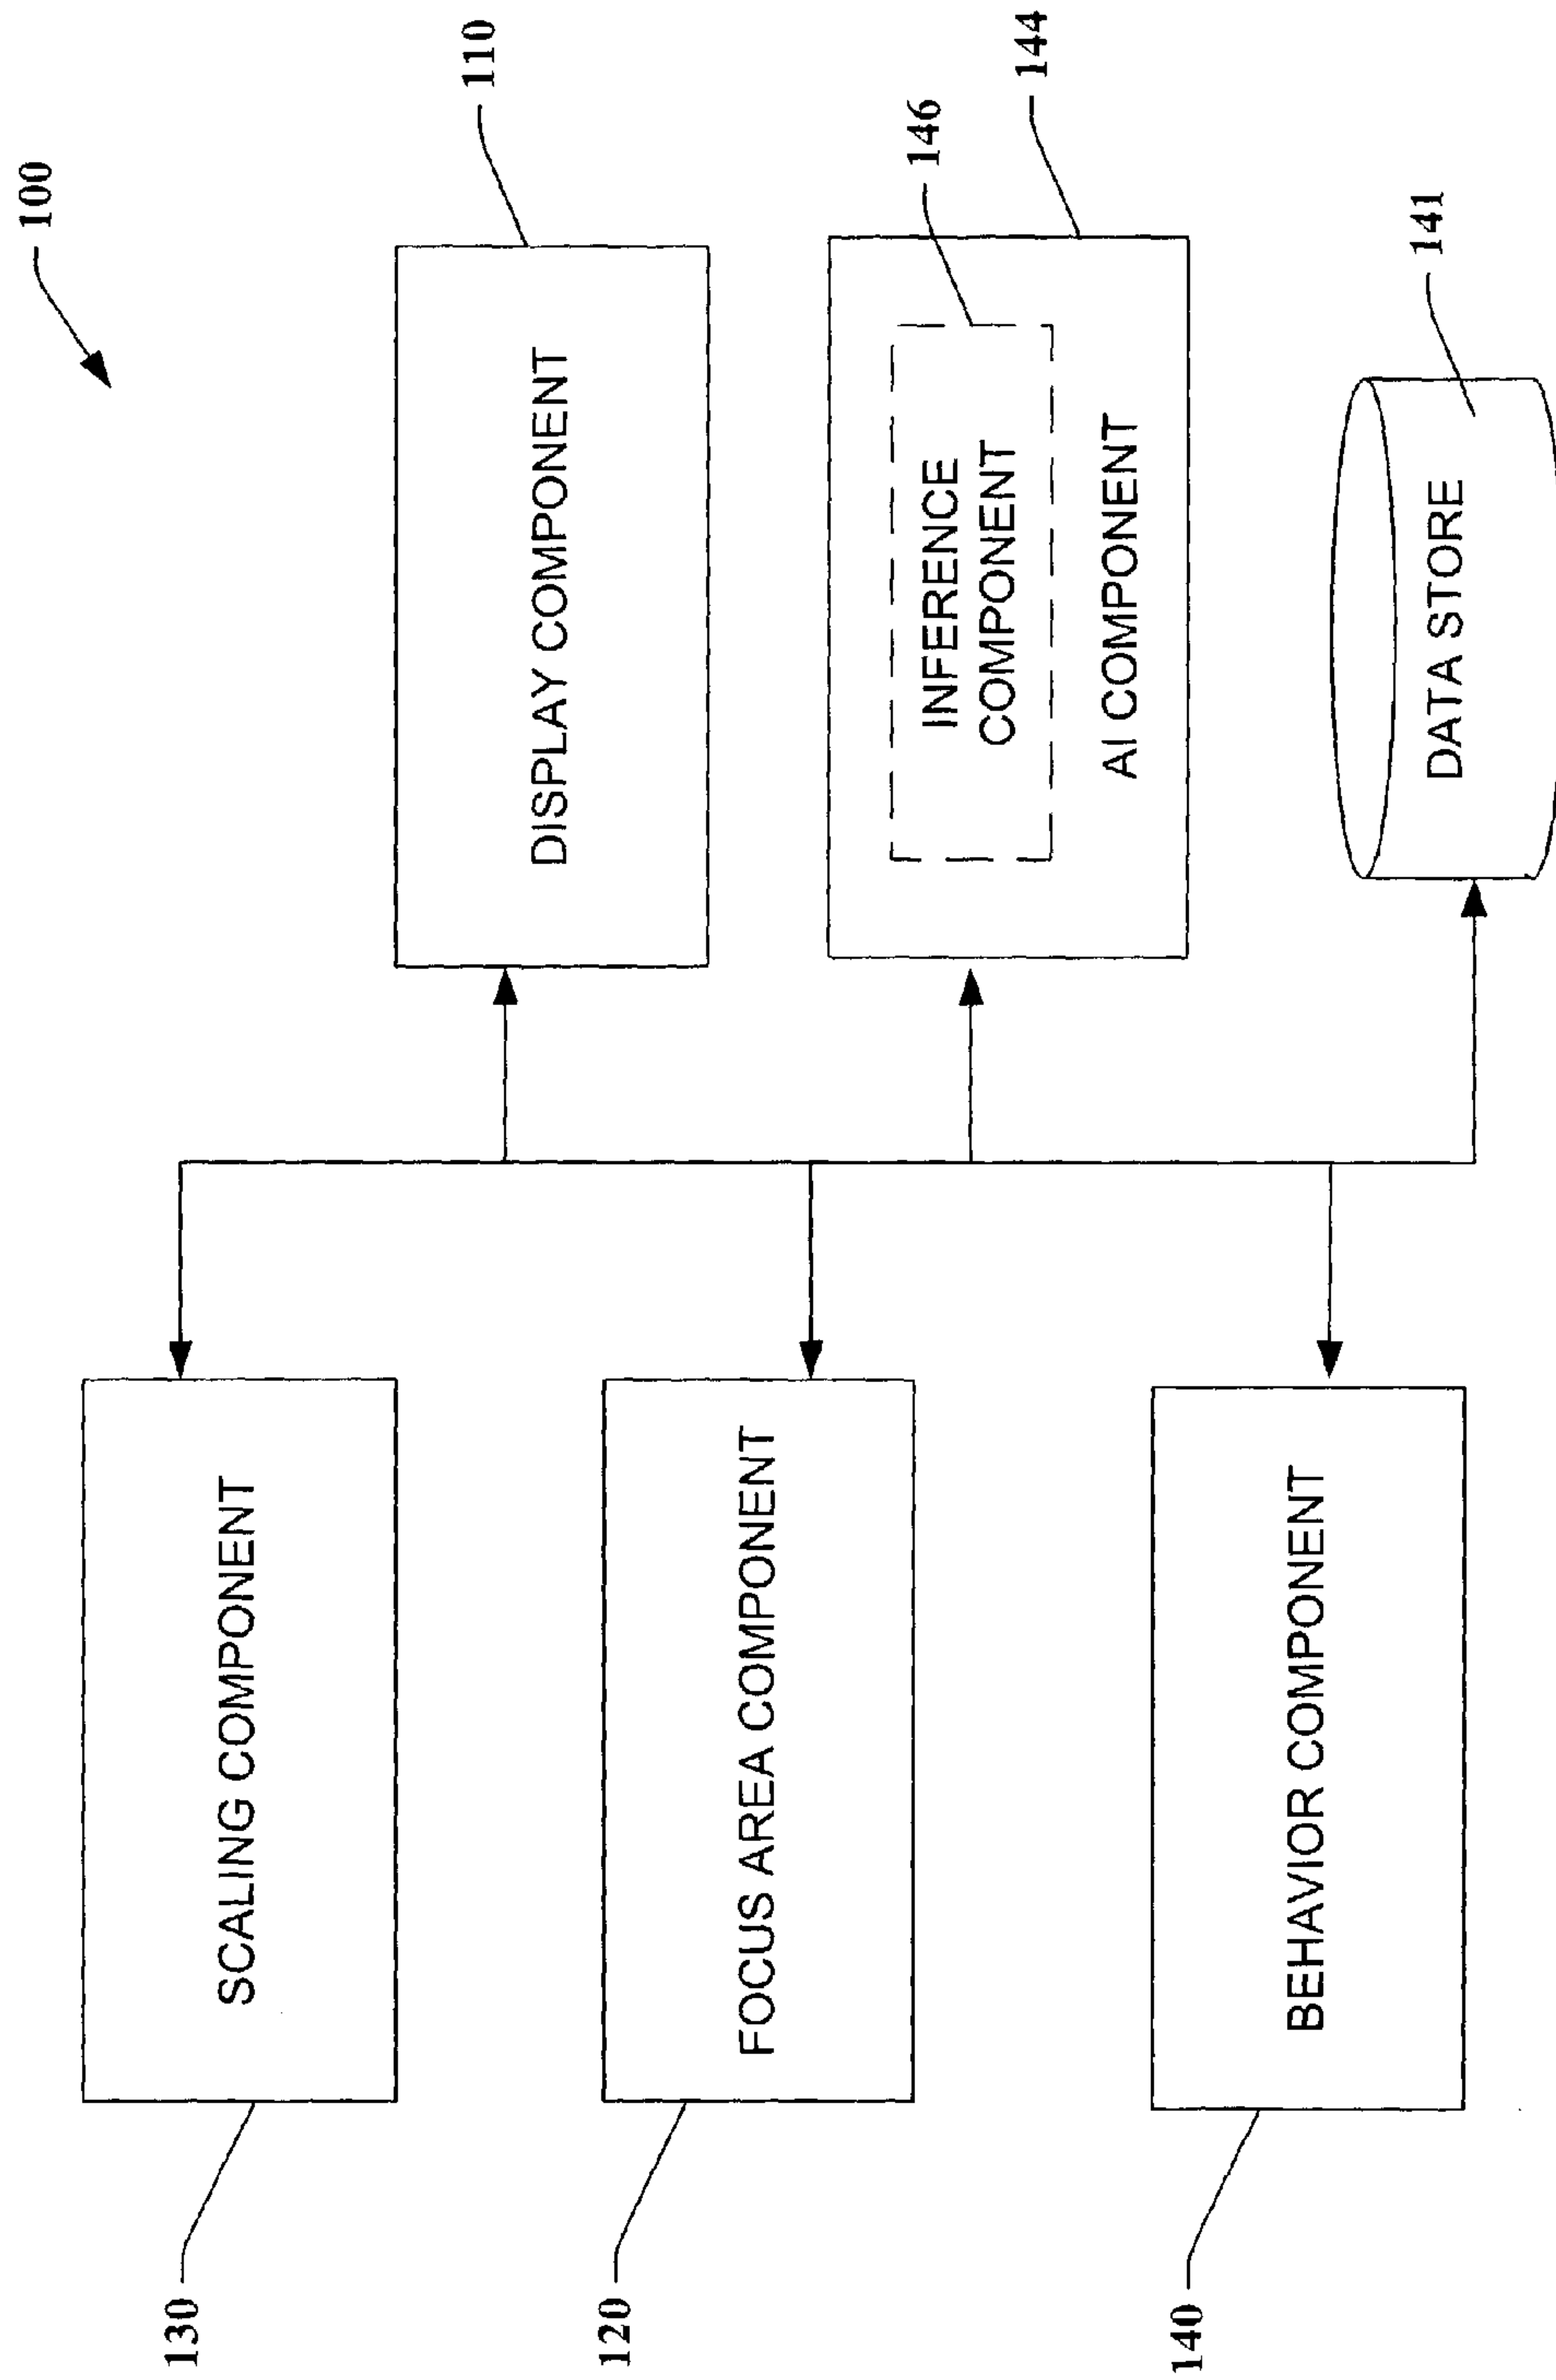 100
130
SCALING COMPONENT
DISPLAY COMPONENT
110
120
FOCUS AREA COMPONENT
INFERENCE
COMPONENT
146
AI COMPONENT
144
140
BEHAVIOR COMPONENT
DATA STORE
141